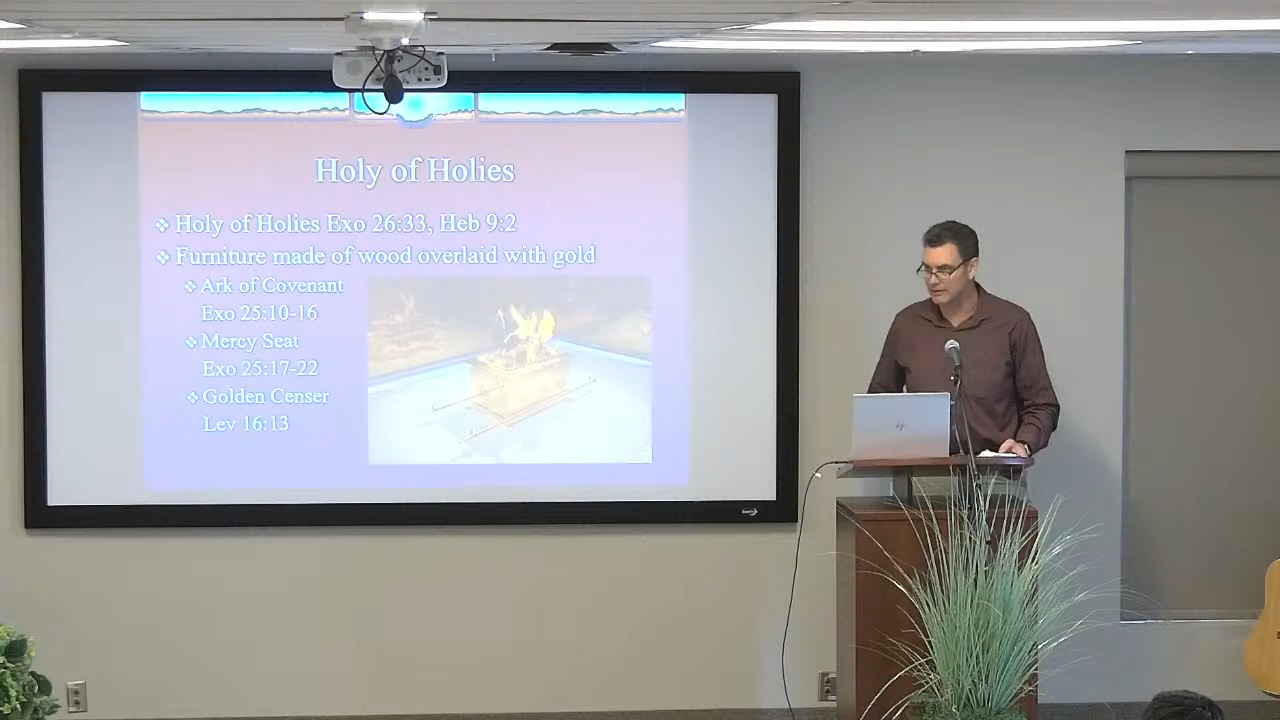 Holy of Holies
❖ Holy of Holies Exo 26:33, Heb 9:2
❖ Furniture made of wood overlaid with gold
❖ Ark of Covenant
Exo 25:10-16
❖ Mercy Seat
Exo 25:17-22
❖ Golden Censer
Lev 16:13
hp